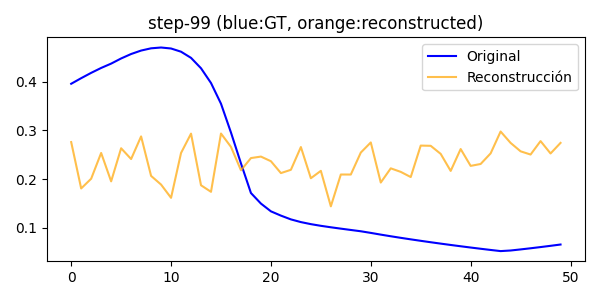 step-99 (blue:GT, orange:reconstructed)
Original
Reconstrucción
0.4
0.3
0.2
0.1
0 10 20 30 40 50